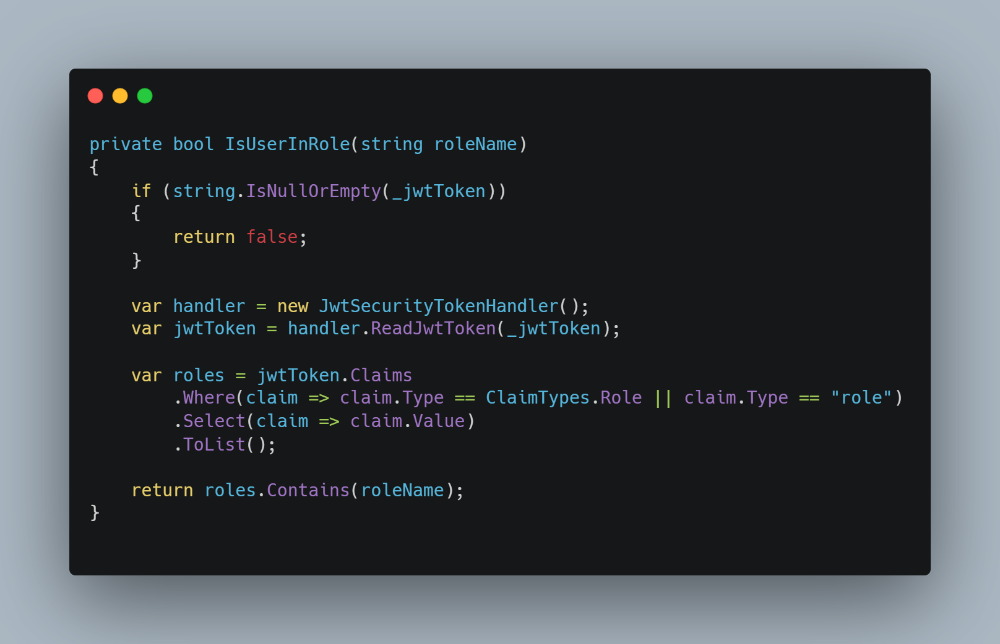 private bool IsUserInRole(string roleName)
{
    if (string.IsNullOrEmpty(_jwtToken))
    {
        return false;
    }

    var handler = new JwtSecurityTokenHandler();
    var jwtToken = handler.ReadJwtToken(_jwtToken);

    var roles = jwtToken.Claims
        .Where(claim => claim.Type == ClaimTypes.Role || claim.Type == "role")
        .Select(claim => claim.Value)
        .ToList();

    return roles.Contains(roleName);
}